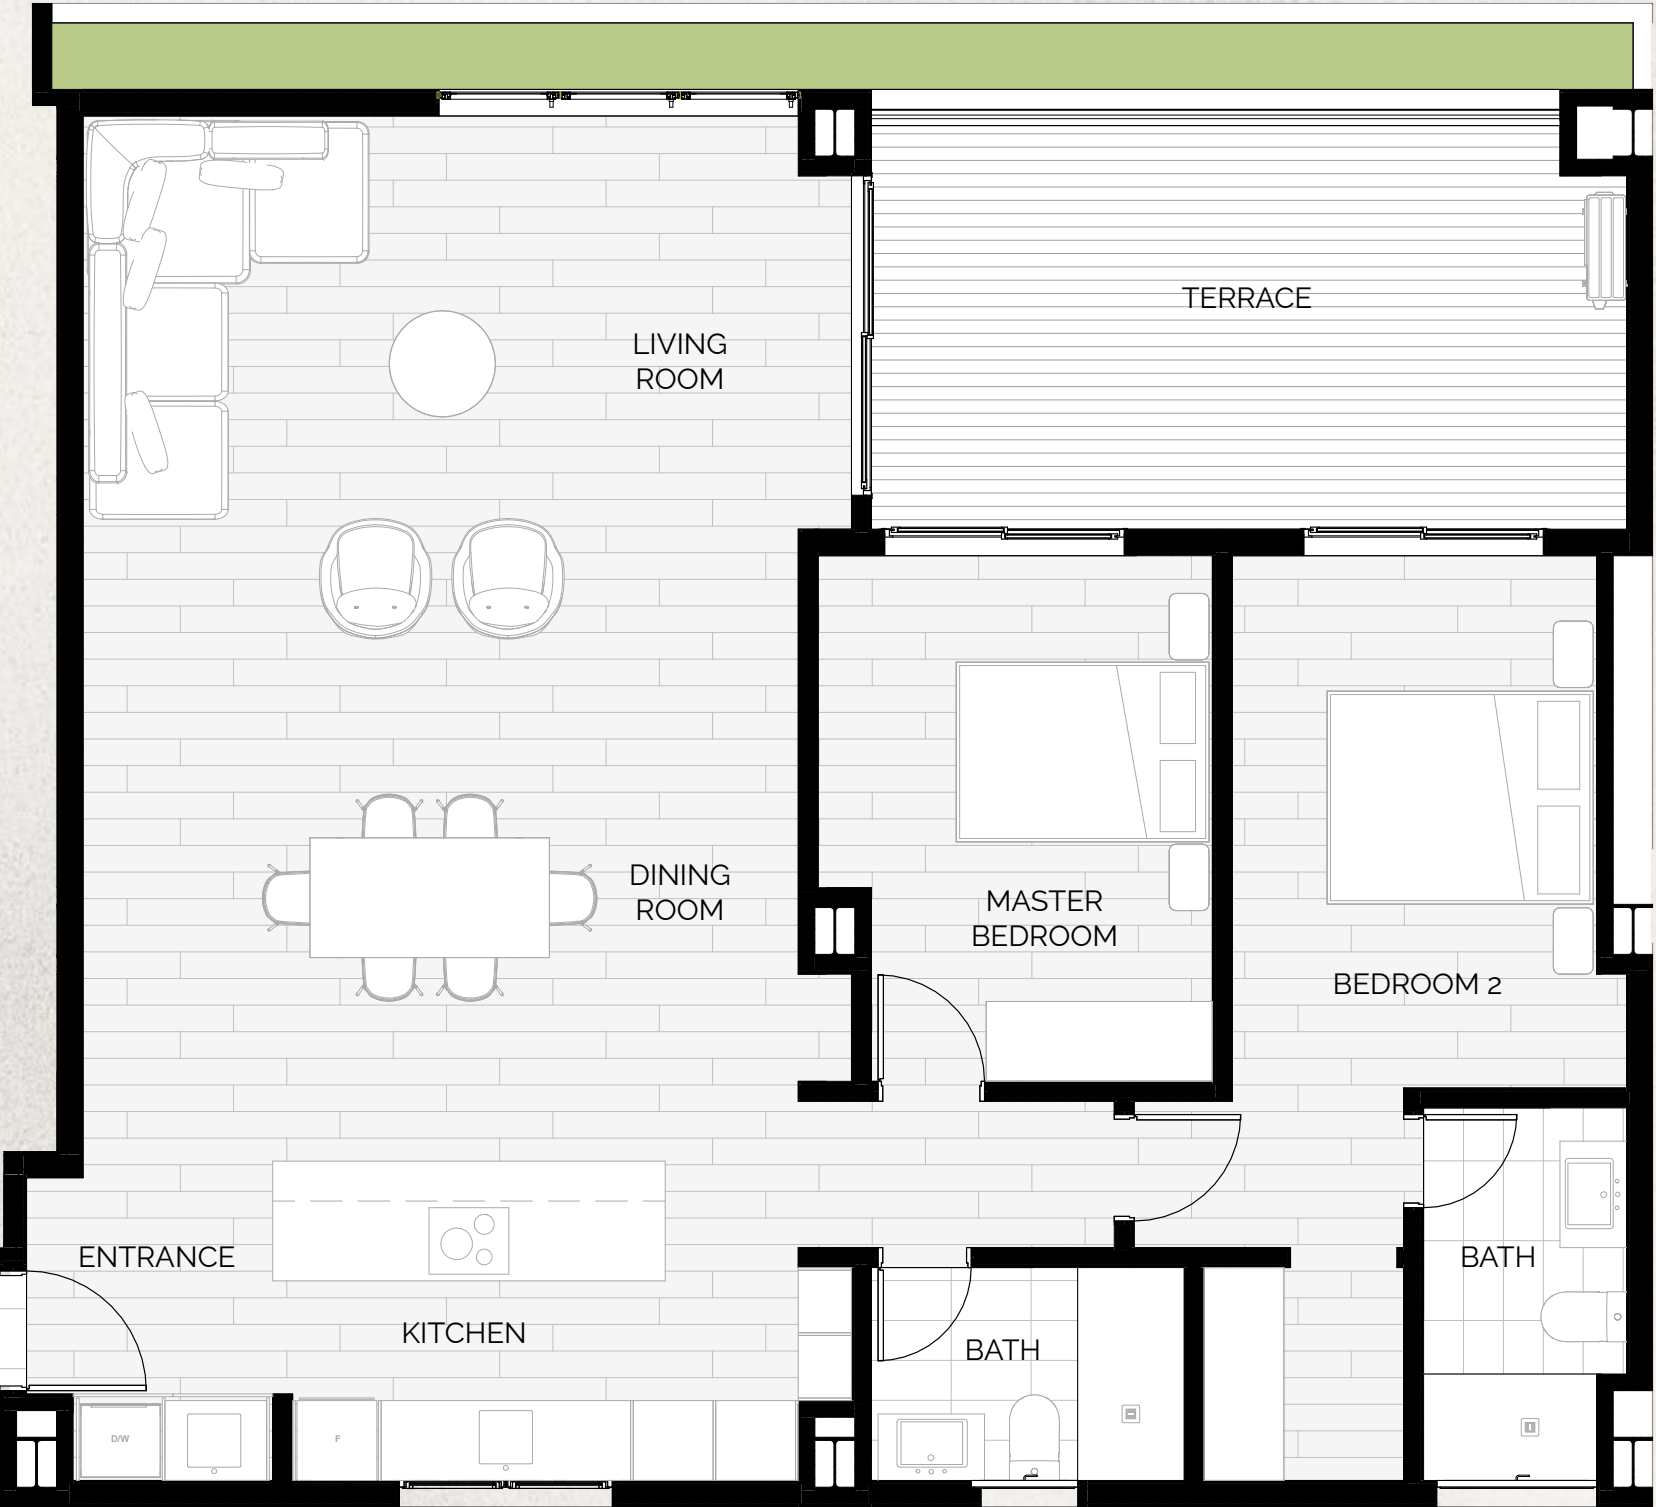 TERRACE
LIVING
ROOM
DINING
ROOM
MASTER
BEDROOM
BEDROOM 2
ENTRANCE
BATH
KITCHEN
BATH
D/W
F